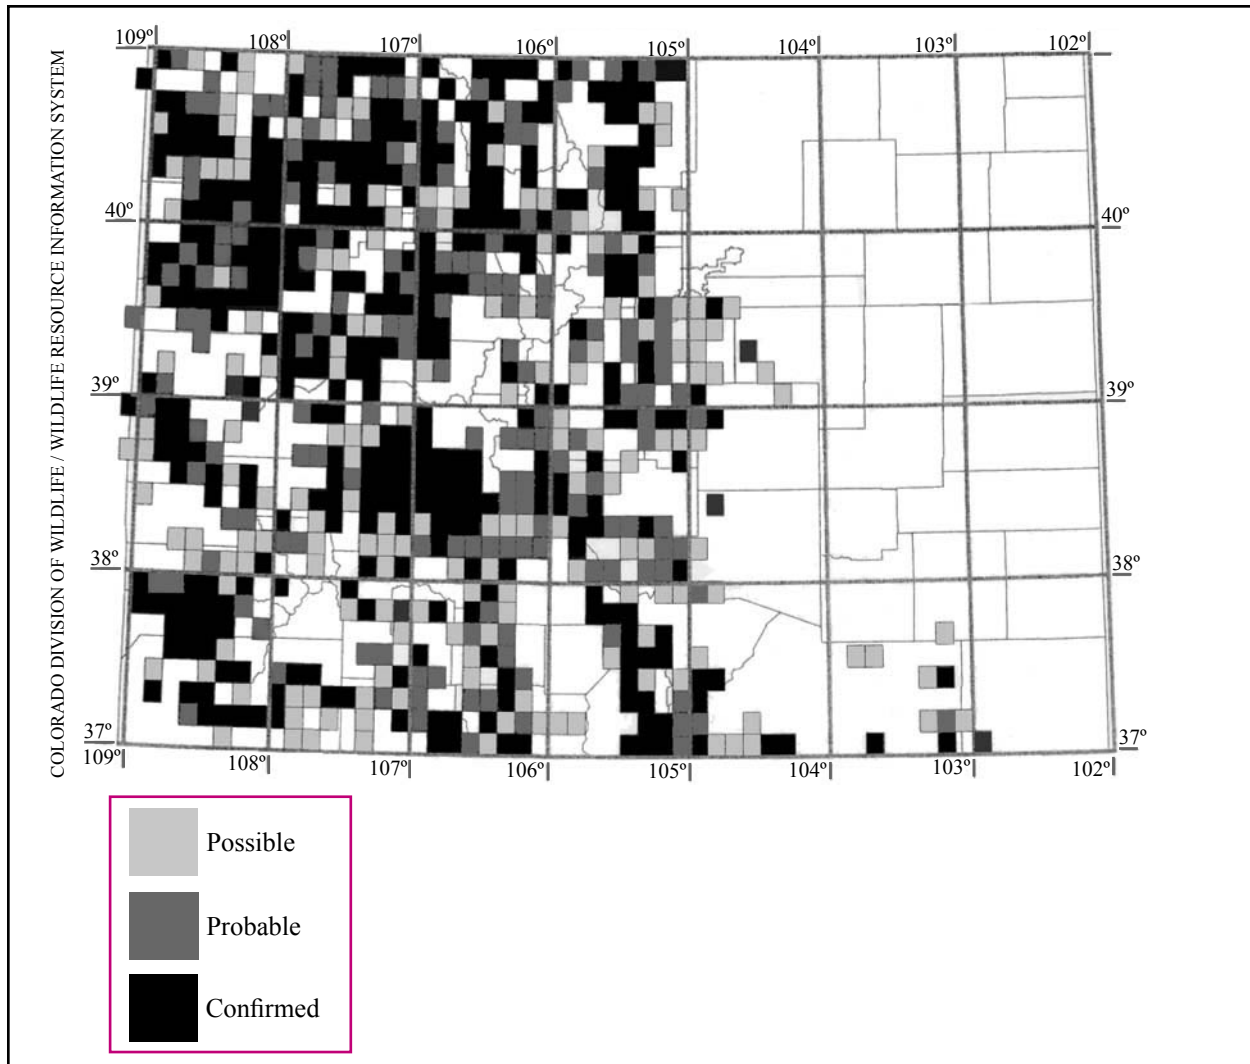 109º 108º 107º 106º 105º 104º 103º 102º
COLORADO DIVISION OF WILDLIFE / WILDLIFE RESOURCE INFORMATION SYSTEM
40º 40º
39º 39º
38º 38º
37º 37º
109º 108º 107º 106º 105º 104º 103º 102º
Possible
Probable
Confirmed